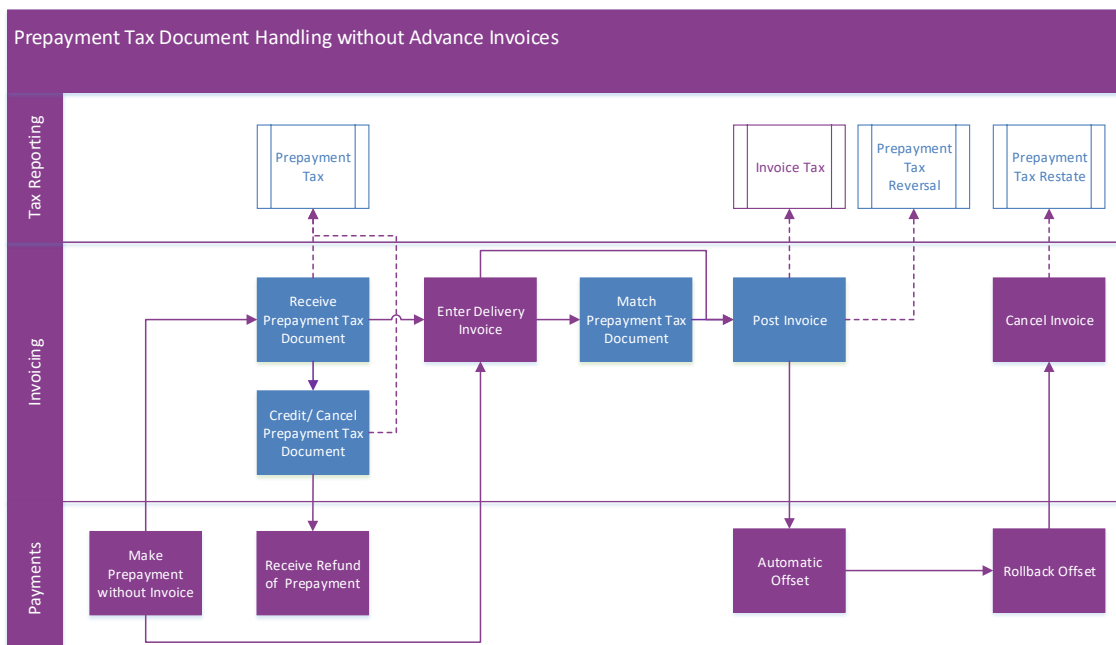 Prepayment Tax Document Handling without Advance Invoices
Tax Reporting
Prepayment
Tax
Invoice Tax
Prepayment
Tax
Reversal
Prepayment
Tax Restate
Invoicing
Receive
Prepayment Tax
Document
Enter Delivery
Invoice
Match
Prepayment Tax
Document
Post Invoice
Cancel Invoice
Credit/ Cancel
Prepayment Tax
Document
Payments
Make
Prepayment
without Invoice
Receive Refund
of Prepayment
Automatic
Offset
Rollback Offset